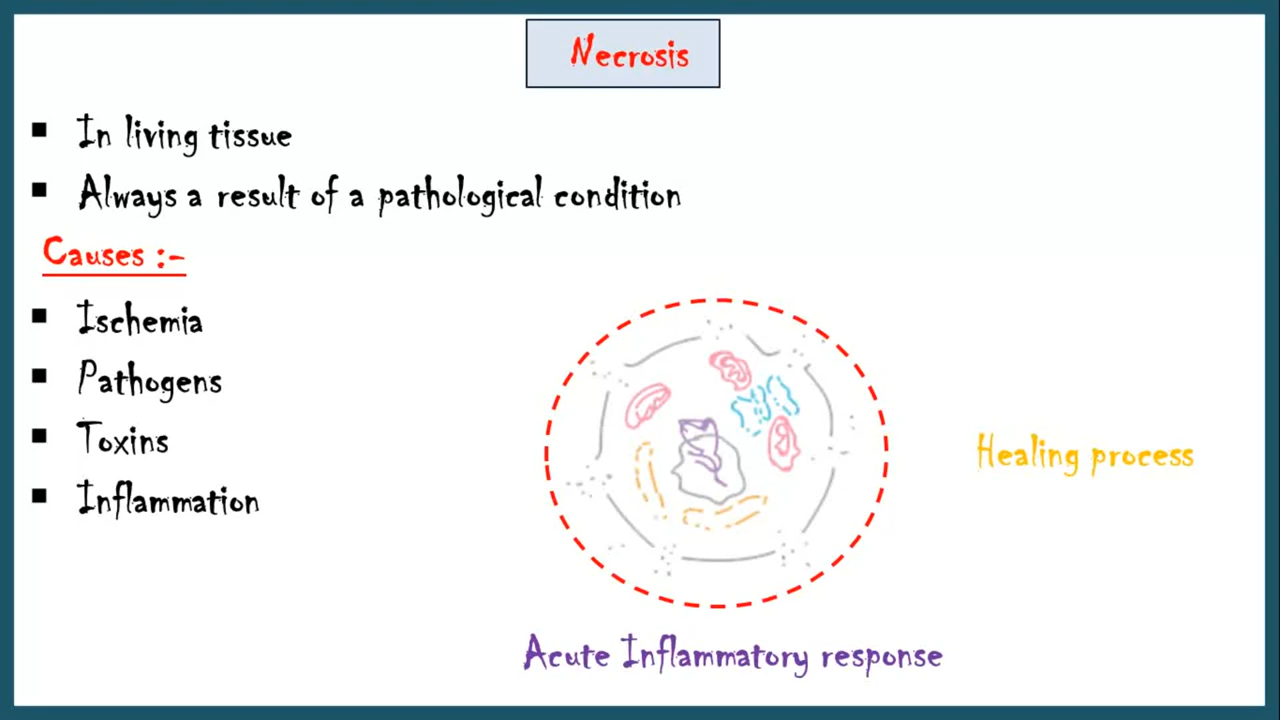 Necrosis
In living tissue
Always a result of a pathological condition
Causes :-
Ischemia
Pathogens
Toxins
Inflammation
Healing process
Acute Inflammatory response